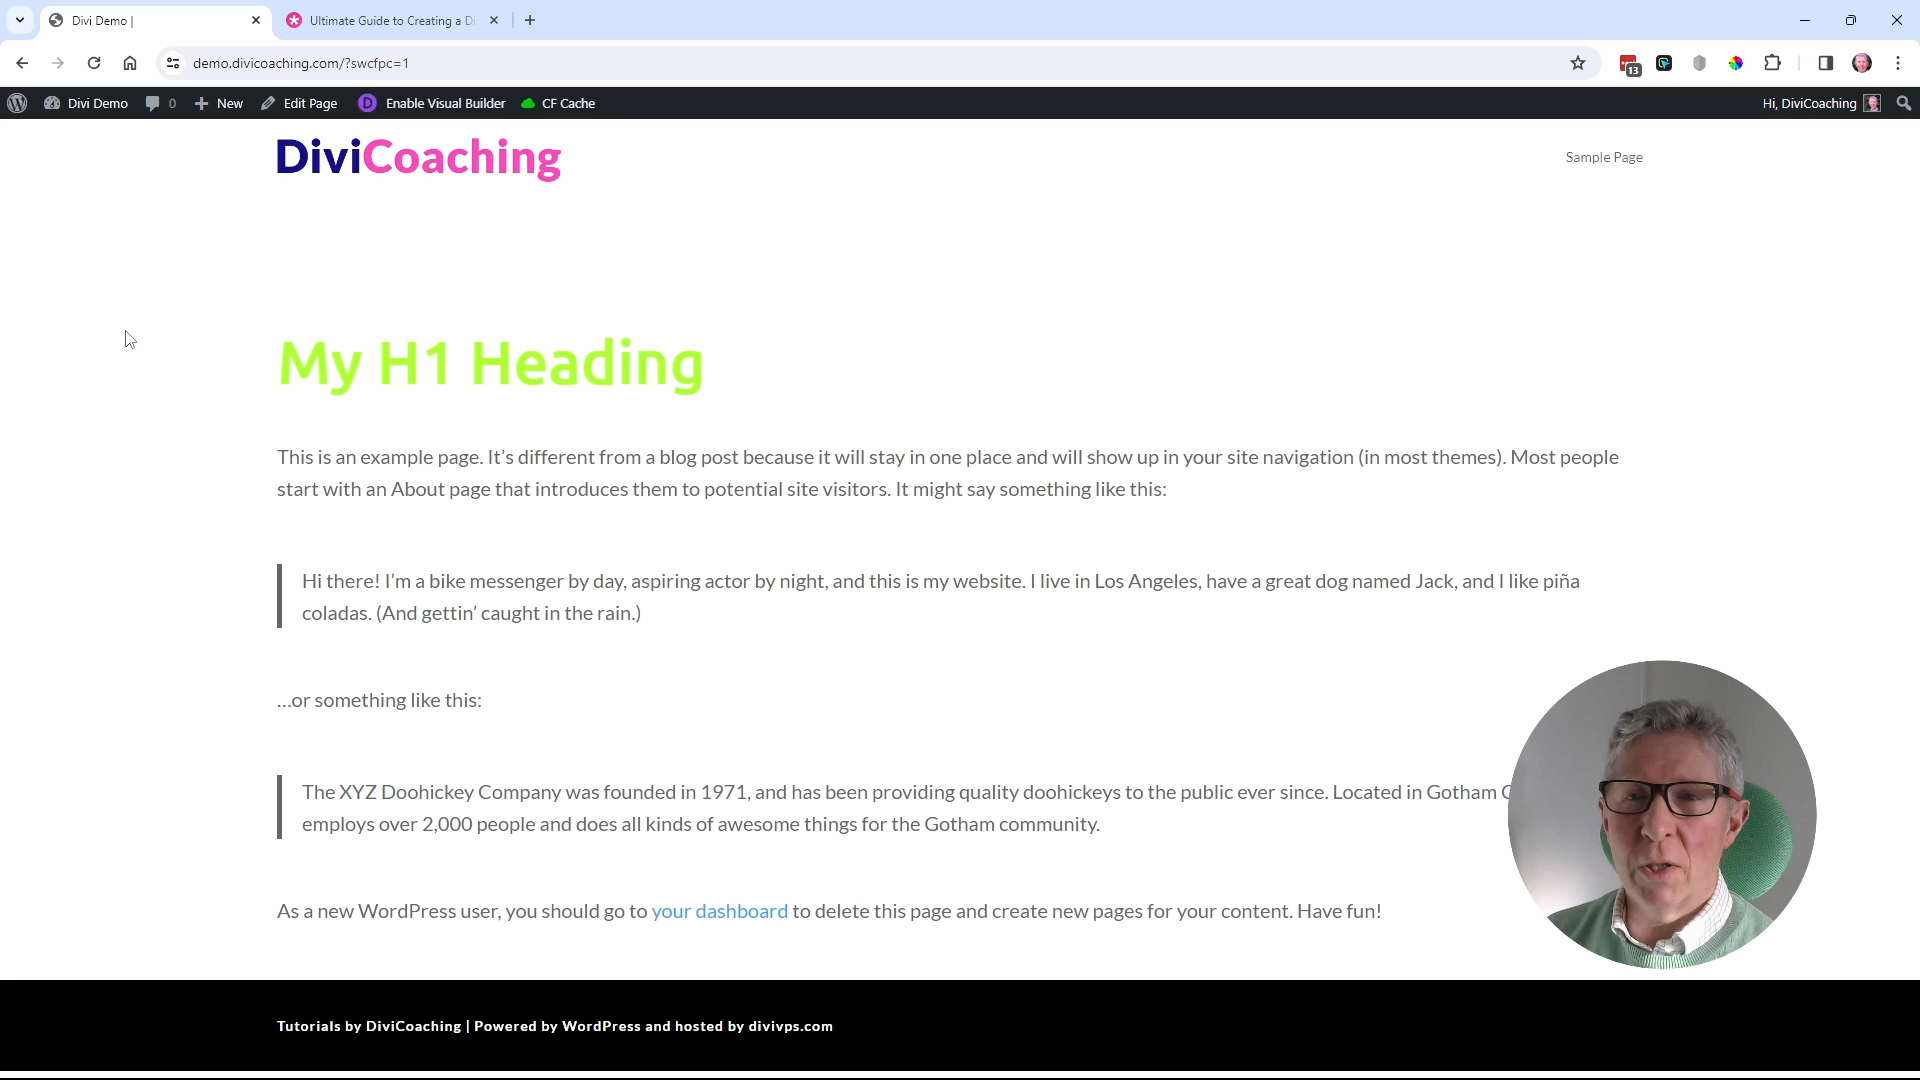 Divi Demo |
Ultimate Guide to Creating a D
demo.divicoaching.com/?swcfpc=1
13
Divi Demo
0
New
Edit Page
D
Enable Visual Builder
CF Cache
Hi, DiviCoaching
DiviCoaching
Sample Page
My H1 Heading
This is an example page. It’s different from a blog post because it will stay in one place and will show up in your site navigation (in most themes). Most people
start with an About page that introduces them to potential site visitors. It might say something like this:
Hi there! I’m a bike messenger by day, aspiring actor by night, and this is my website. I live in Los Angeles, have a great dog named Jack, and I like piña
coladas. (And gettin’ caught in the rain.)
…or something like this:
The XYZ Doohickey Company was founded in 1971, and has been providing quality doohickeys to the public ever since. Located in Gotham
employs over 2,000 people and does all kinds of awesome things for the Gotham community.
As a new WordPress user, you should go to your dashboard to delete this page and create new pages for your content. Have fun!
Tutorials by DiviCoaching | Powered by WordPress and hosted by divivps.com